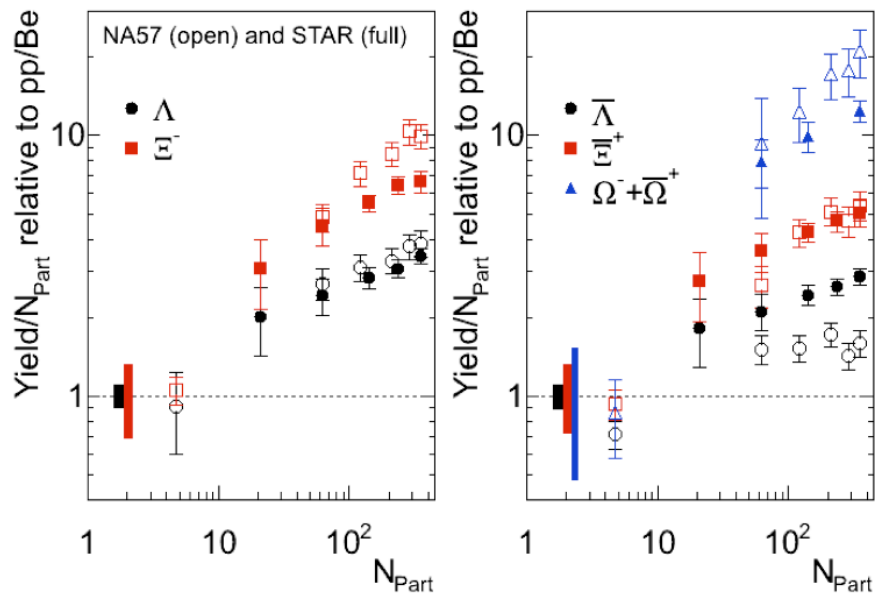 Yield/N_Part relative to pp/Be
NA57 (open) and STAR (full)
Λ
Ξ⁻
10
1
1
10
10²
N_Part
Yield/N_Part relative to pp/Be
Λ̅
Ξ̅⁺
Ω⁻+Ω̅⁺
10
1
1
10
10²
N_Part